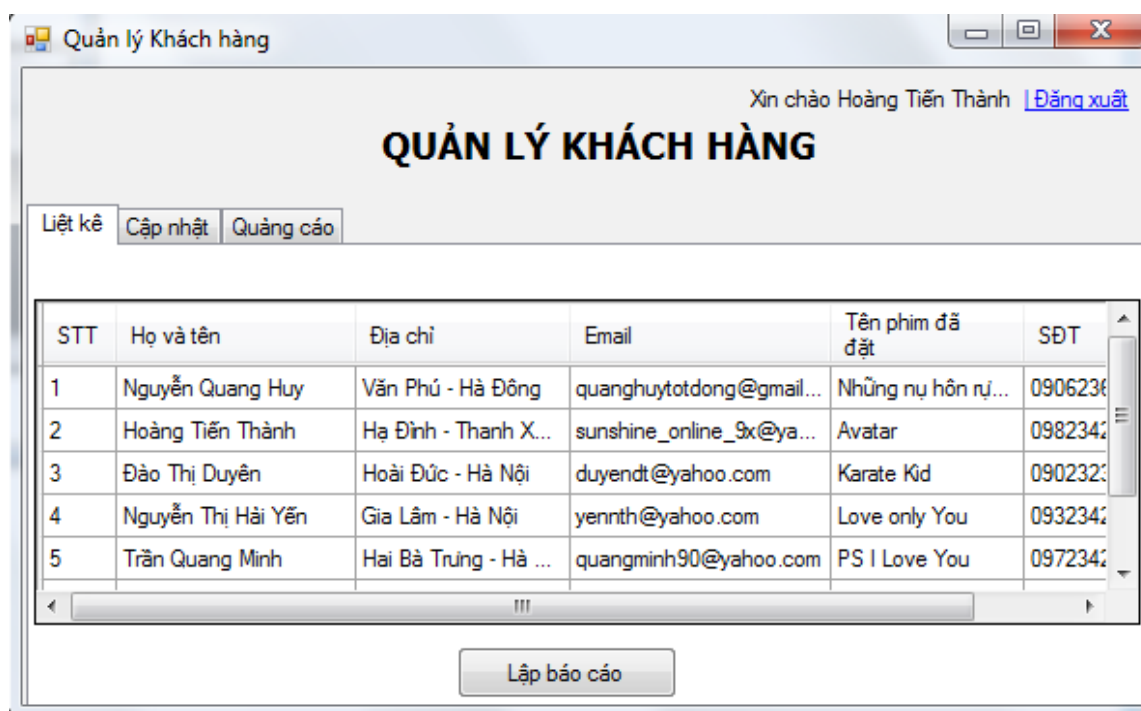 Quản lý Khách hàng
Xin chào Hoàng Tiến Thành | Đăng xuất
QUẢN LÝ KHÁCH HÀNG
Liệt kê Cập nhật Quảng cáo
STT Họ và tên Địa chỉ Email Tên phim đã đặt SĐT
1 Nguyễn Quang Huy Văn Phú - Hà Đông quanghuytotdong@gmail... Những nụ hôn rự... 0906236
2 Hoàng Tiến Thành Hạ Đình - Thanh X... sunshine_online_9x@ya... Avatar 0982342
3 Đào Thị Duyên Hoài Đức - Hà Nội duyendt@yahoo.com Karate Kid 0902323
4 Nguyễn Thị Hải Yến Gia Lâm - Hà Nội yennth@yahoo.com Love only You 0932342
5 Trần Quang Minh Hai Bà Trưng - Hà ... quangminh90@yahoo.com PS I Love You 0972342
Lập báo cáo